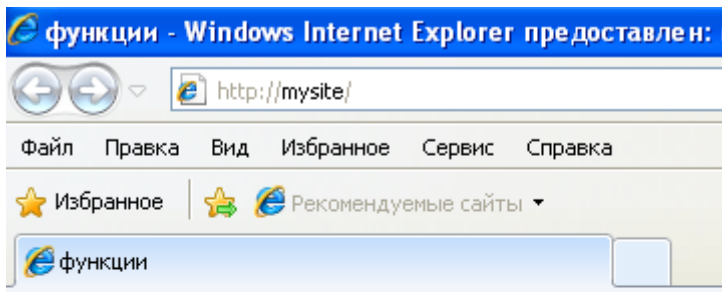 функции - Windows Internet Explorer предоставлен:
http://mysite/
Файл Правка Вид Избранное Сервис Справка
Избранное Рекомендуемые сайты
функции